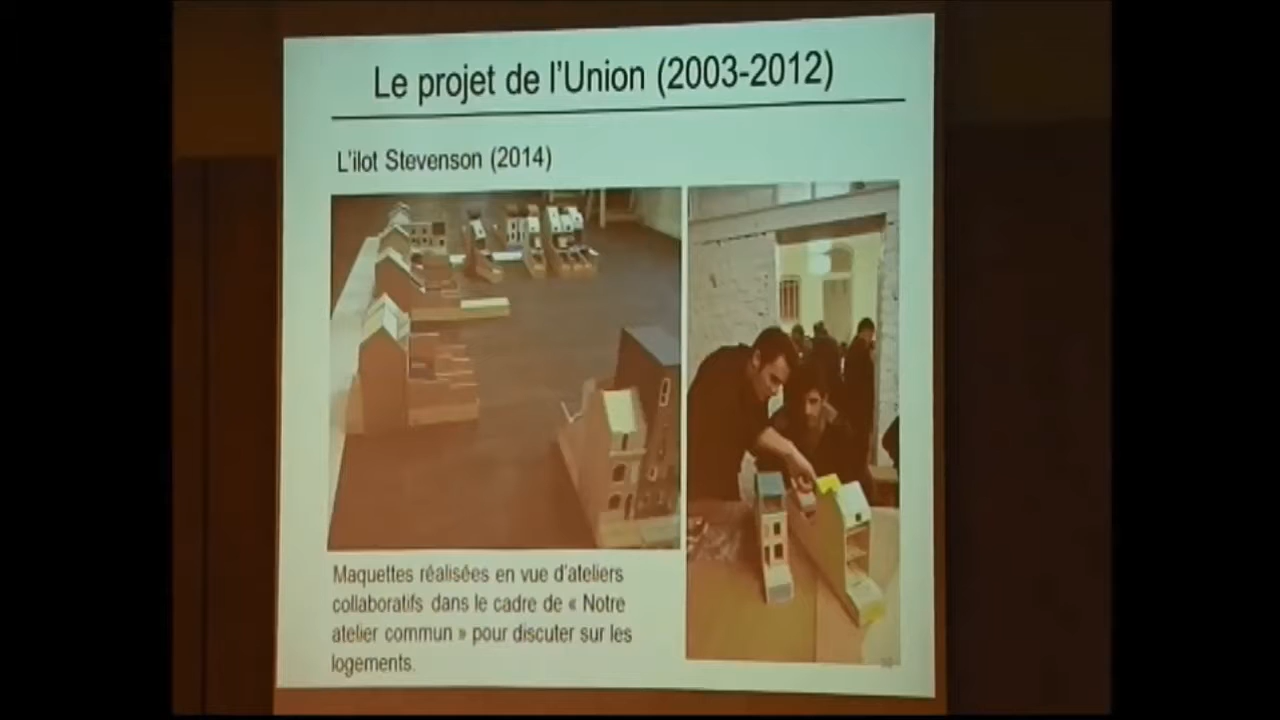 Le projet de l'Union (2003-2012)
L'ilot Stevenson (2014)
Maquettes réalisées en vue d'ateliers
collaboratifs dans le cadre de « Notre
atelier commun » pour discuter sur les
logements.